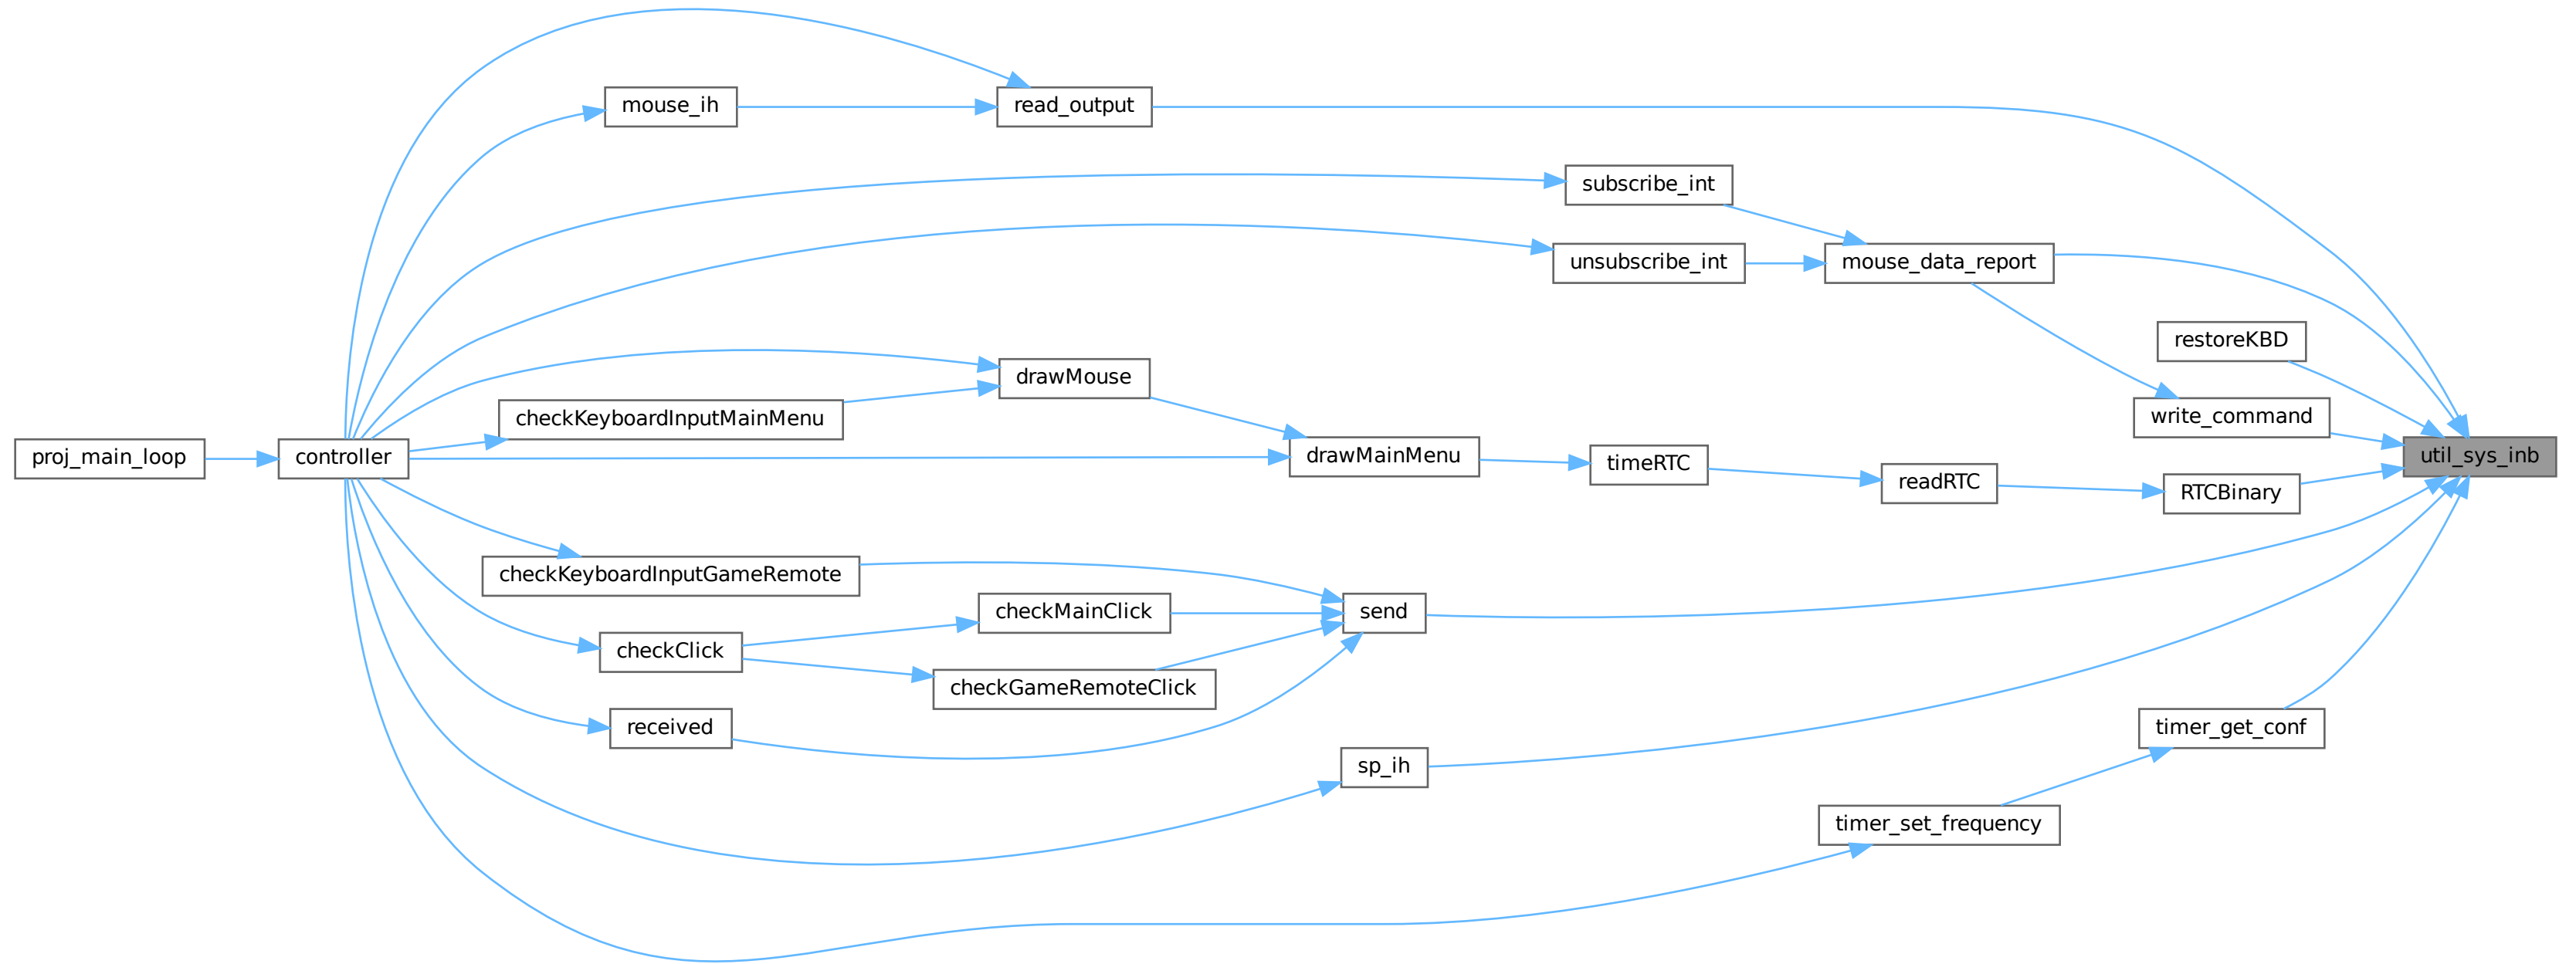 read_output
mouse_ih
subscribe_int
unsubscribe_int
mouse_data_report
restoreKBD
drawMouse
checkKeyboardInputMainMenu
write_command
proj_main_loop
controller
drawMainMenu
timeRTC
readRTC
RTCBinary
util_sys_inb
checkKeyboardInputGameRemote
checkMainClick
send
checkClick
checkGameRemoteClick
received
timer_get_conf
sp_ih
timer_set_frequency